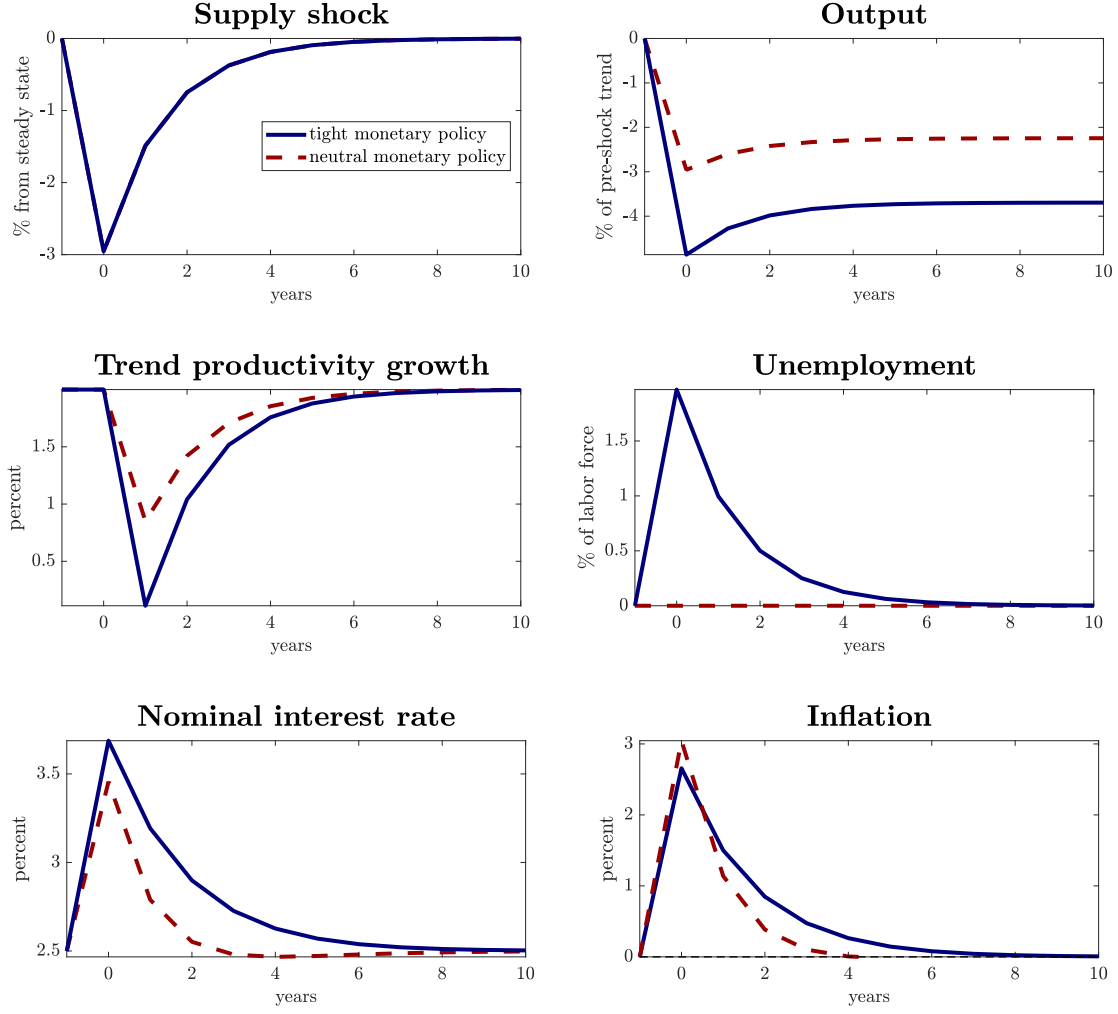 Supply shock
0
-1
-2
-3
% from steady state
tight monetary policy
neutral monetary policy
0 2 4 6 8 10
years
Output
0
-1
-2
-3
-4
% of pre-shock trend
0 2 4 6 8 10
years
Trend productivity growth
1.5
1
0.5
percent
0 2 4 6 8 10
years
Unemployment
1.5
1
0.5
0
% of labor force
0 2 4 6 8 10
years
Nominal interest rate
3.5
3
2.5
percent
0 2 4 6 8 10
years
Inflation
3
2
1
0
percent
0 2 4 6 8 10
years